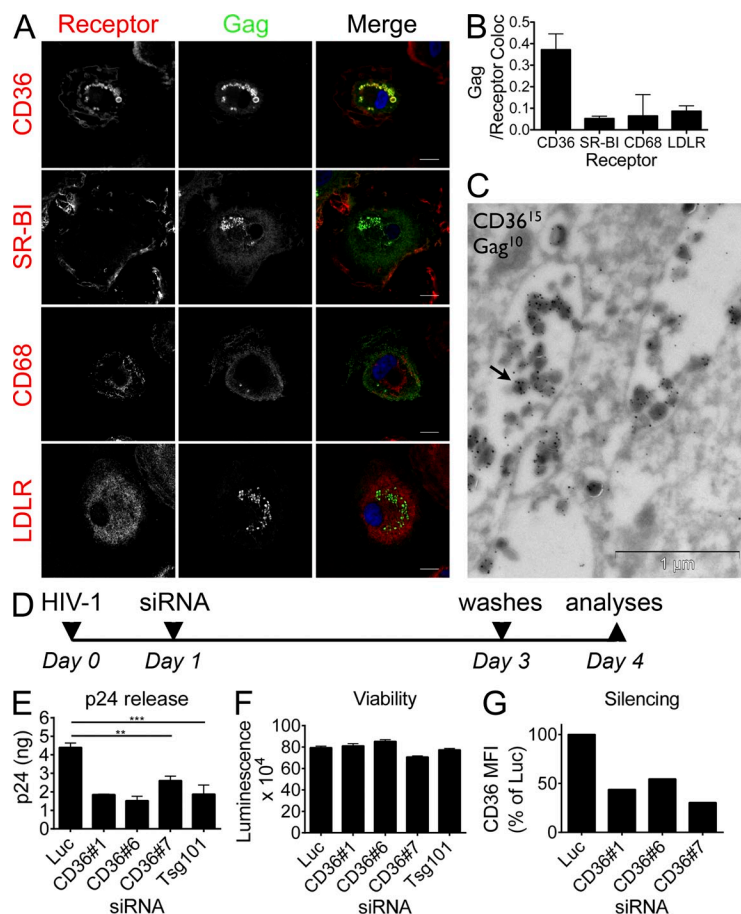 A
Receptor Gag Merge
CD36
SR-BI
CD68
LDLR
B
Gag
/Receptor Coloc
0.5
0.4
0.3
0.2
0.1
0.0
CD36 SR-BI CD68 LDLR
Receptor
C
CD36¹⁵
Gag¹⁰
1 µm
D
HIV-1 siRNA washes analyses
Day 0 Day 1 Day 3 Day 4
E
p24 release
p24 (ng)
6
5
4
3
2
1
0
***
**
Luc CD36#1 CD36#6 CD36#7 Tsg101
siRNA
F
Viability
Luminescence
x 10⁴
100
80
60
40
20
0
Luc CD36#1 CD36#6 CD36#7 Tsg101
siRNA
G
Silencing
CD36 MFI
(% of Luc)
100
50
0
Luc CD36#1 CD36#6 CD36#7
siRNA